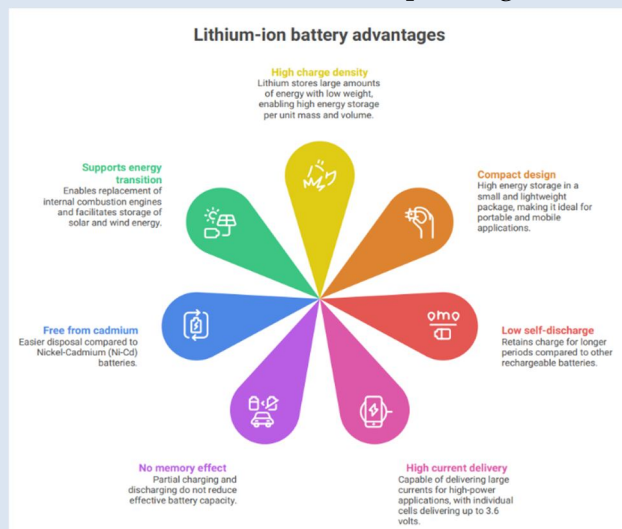 Lithium-ion battery advantages
High charge density
Lithium stores large amounts
of energy with low weight,
enabling high energy storage
per unit mass and volume.
Compact design
High energy storage in a
small and lightweight
package, making it ideal for
portable and mobile
applications.
Low self-discharge
Retains charge for longer
periods compared to other
rechargeable batteries.
High current delivery
Capable of delivering large
currents for high-power
applications, with individual
cells delivering up to 3.6
volts.
No memory effect
Partial charging and
discharging do not reduce
effective battery capacity.
Free from cadmium
Easier disposal compared to
Nickel-Cadmium (Ni-Cd)
batteries.
Supports energy
transition
Enables replacement of
internal combustion engines
and facilitates storage of
solar and wind energy.